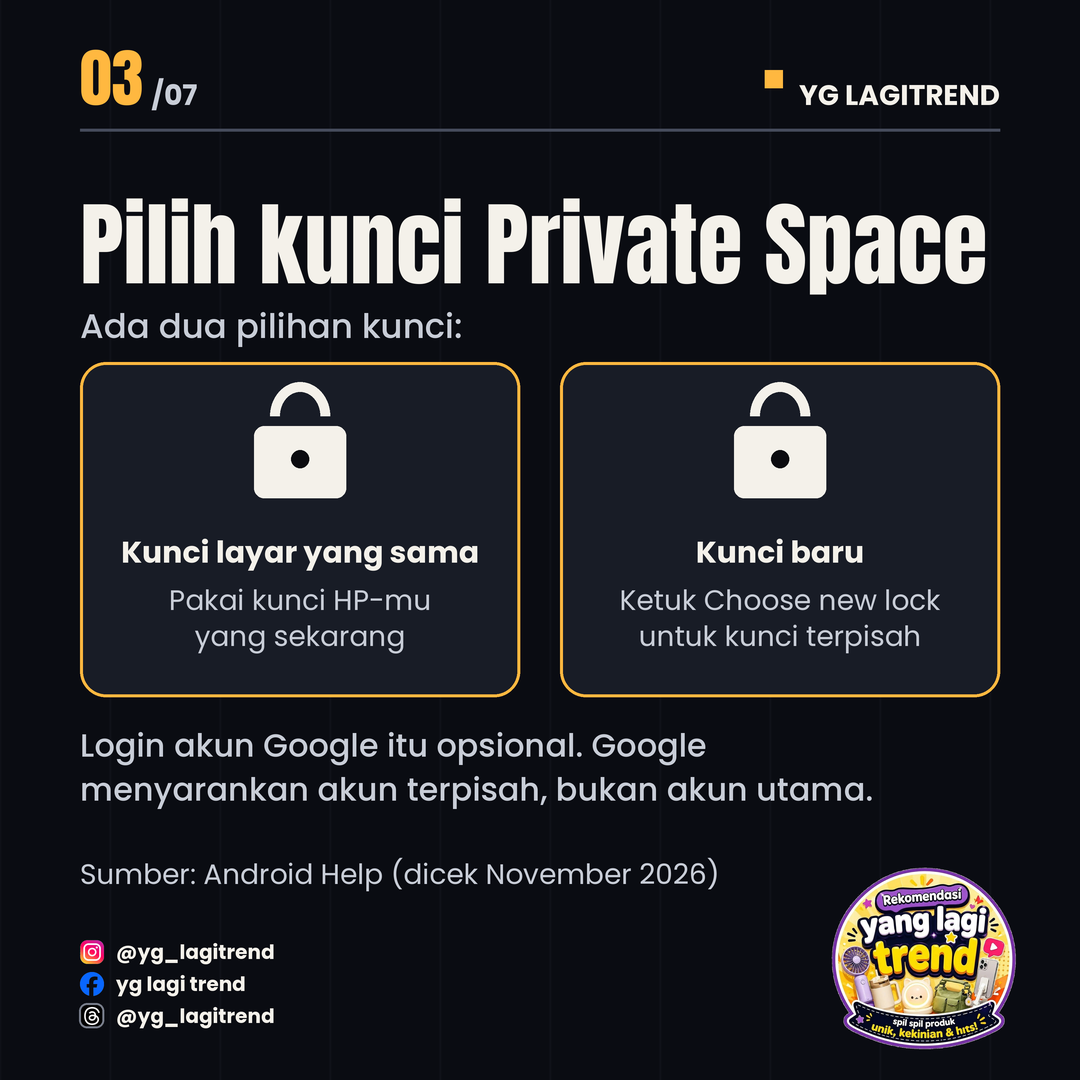 03 /07
YG LAGITREND
Pilih kunci Private Space
Ada dua pilihan kunci:
Kunci layar yang sama
Pakai kunci HP-mu
yang sekarang
Kunci baru
Ketuk Choose new lock
untuk kunci terpisah
Login akun Google itu opsional. Google
menyarankan akun terpisah, bukan akun utama.
Sumber: Android Help (dicek November 2026)
@yg_lagitrend
yg lagi trend
@yg_lagitrend
Rekomendasi
yang lagi
trend
spil spil produk
unik, kekinian & hits!